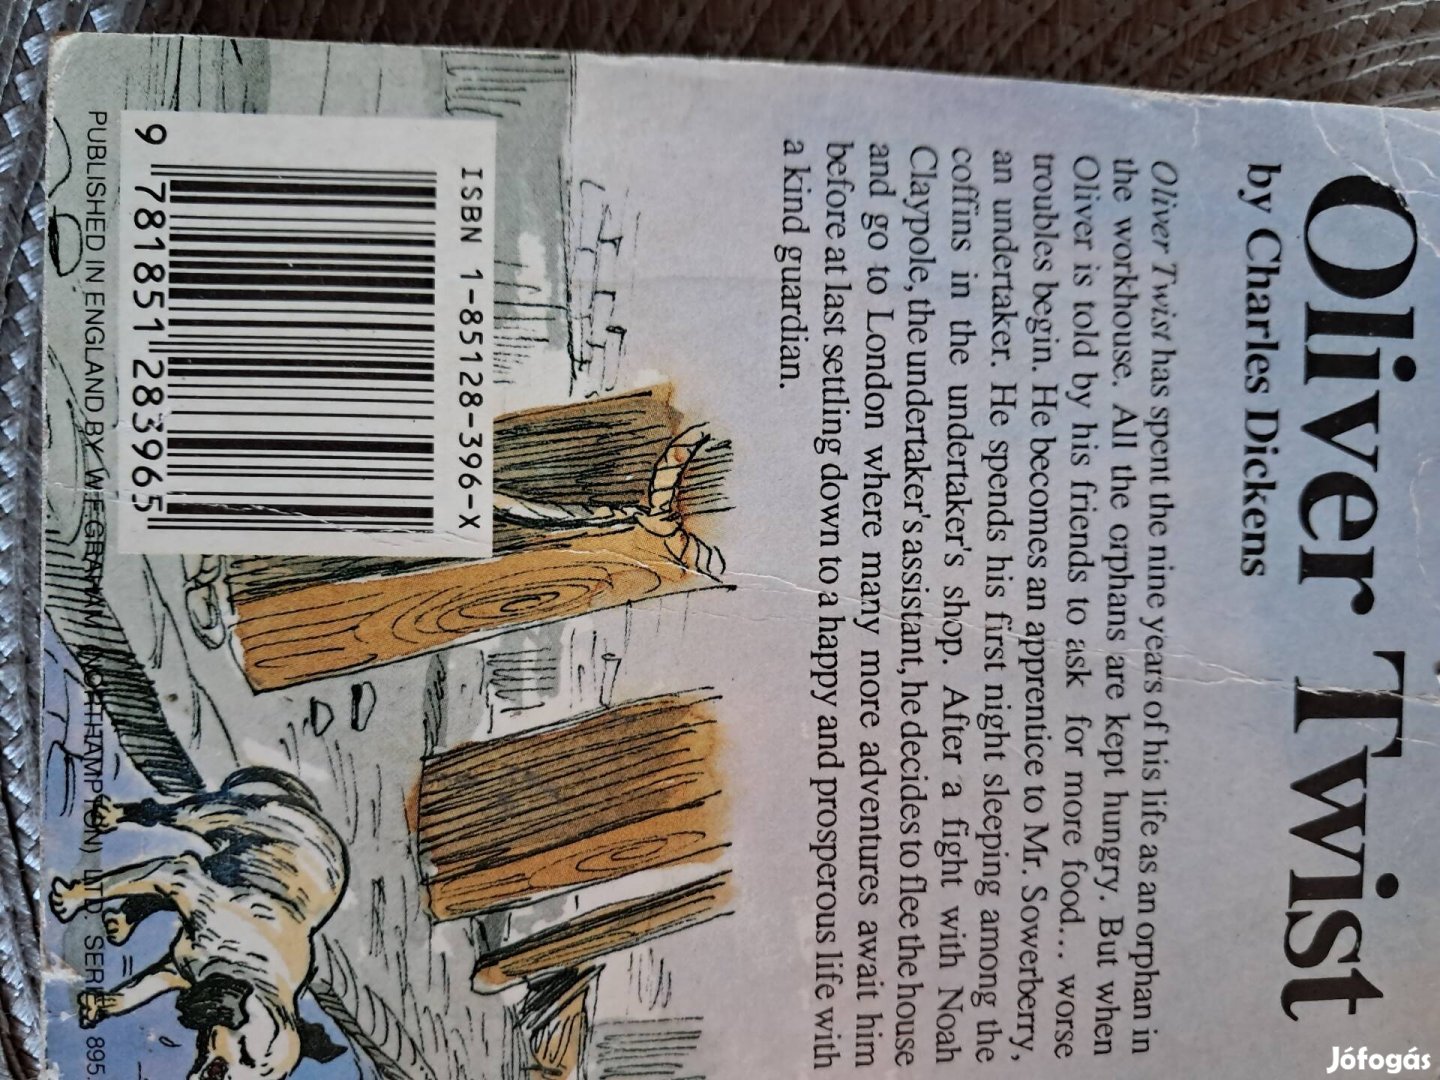 Oliver Twist
by Charles Dickens
Oliver Twist has spent the nine years of his life as an orphan in
the workhouse. All the orphans are kept hungry. But when
Oliver is told by his friends to ask for more food... worse
troubles begin. He becomes an apprentice to Mr. Sowerberry,
an undertaker. He spends his first night sleeping among the
coffins in the undertaker's shop. After a fight with Noah
Claypole, the undertaker's assistant, he decides to flee the house
and go to London where many more adventures await him
before at last settling down to a happy and prosperous life with
a kind guardian.
ISBN 1-85128-396-X
9 781851 283965
PUBLISHED IN ENGLAND BY W.F. GRAHAM (NORTHAMPTON) LTD. SERIES 895.
Jófogás